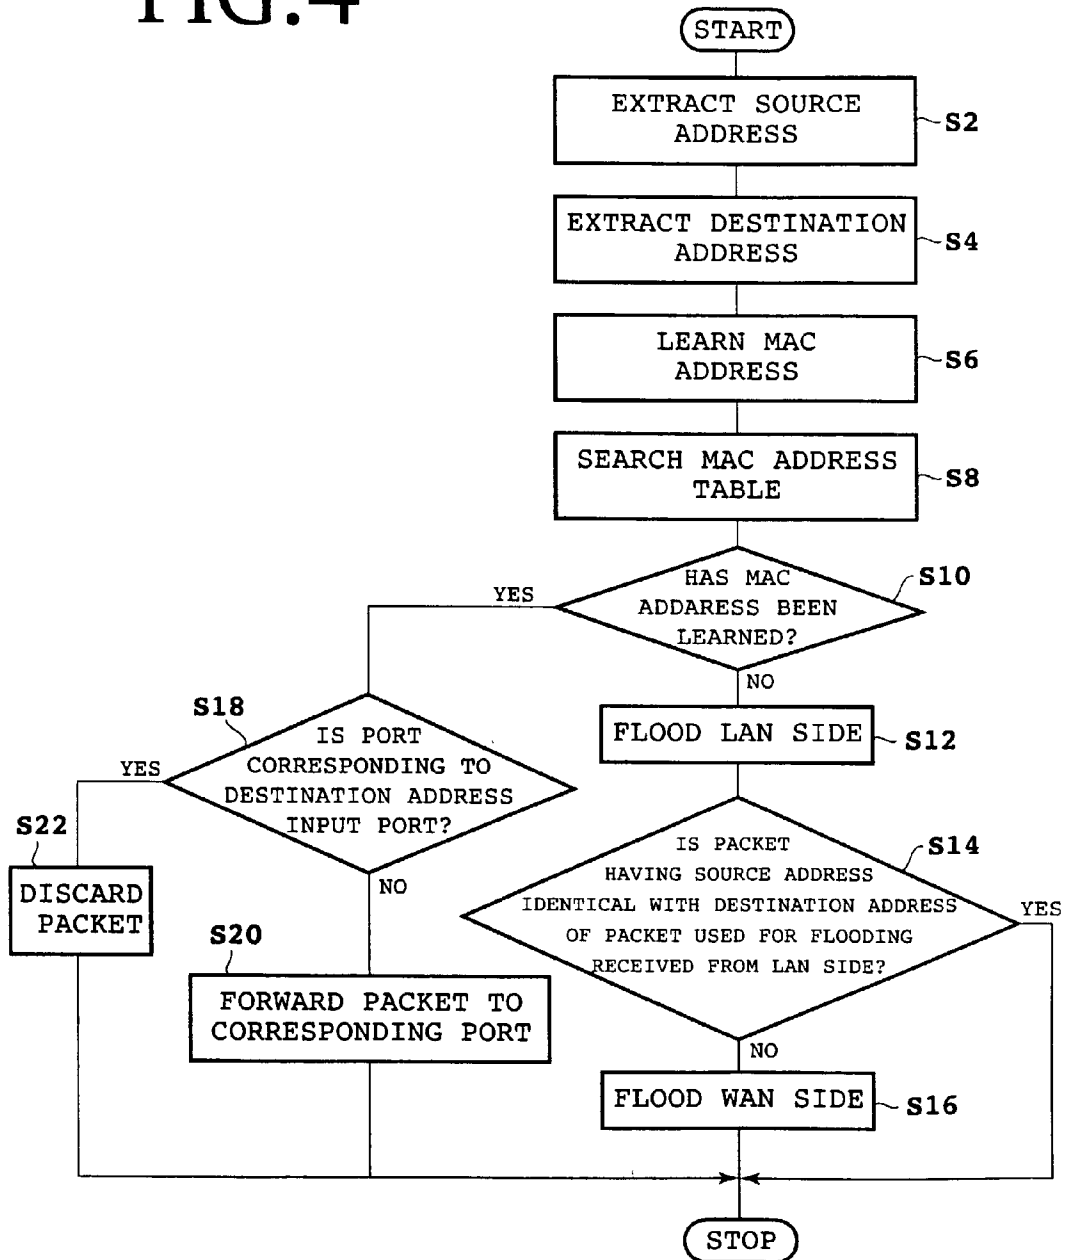 FIG.4
START
EXTRACT SOURCE
ADDRESS
S2
EXTRACT DESTINATION
ADDRESS
S4
LEARN MAC
ADDRESS
S6
SEARCH MAC ADDRESS
TABLE
S8
HAS MAC
ADDARESS BEEN
LEARNED?
S10
YES
NO
S18
IS PORT
CORRESPONDING TO
DESTINATION ADDRESS
INPUT PORT?
YES
NO
FLOOD LAN SIDE
S12
S22
DISCARD
PACKET
S14
IS PACKET
HAVING SOURCE ADDRESS
IDENTICAL WITH DESTINATION ADDRESS
OF PACKET USED FOR FLOODING
RECEIVED FROM LAN SIDE?
YES
NO
S20
FORWARD PACKET TO
CORRESPONDING PORT
FLOOD WAN SIDE
S16
STOP